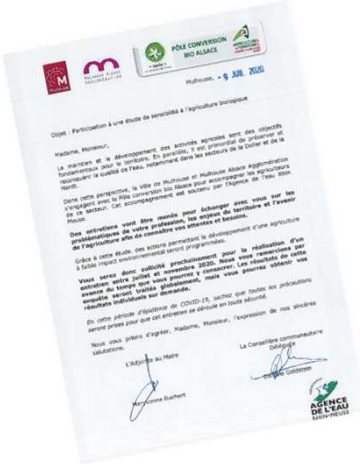 Mulhouse
MULHOUSE ALSACE
AGGLOMÉRATION
PÔLE CONVERSION
BIO ALSACE
Mulhouse, - 9 JUIL. 2020
Objet : Participation à une étude de sensibilité à l'agriculture biologique
Madame, Monsieur,
Le maintien et le développement des activités agricoles sont des objectifs
fondamentaux pour le territoire. En parallèle, il est primordial de préserver et
reconquérir la qualité de l'eau, notamment dans les secteurs de la Doller et de la
Hardt.
Dans cette perspective, la Ville de Mulhouse et Mulhouse Alsace Agglomération
s'engagent avec le Pôle conversion bio Alsace pour accompagner les agriculteurs
de ce secteur. Cet accompagnement est soutenu par l'Agence de l'eau Rhin
Meuse.
Des entretiens vont être menés pour échanger avec vous sur les
problématiques de votre profession, les enjeux du territoire et l'avenir
de l'agriculture afin de connaître vos attentes et besoins.
Grâce à cette étude, des actions permettant le développement d'une agriculture
à faible impact environnemental seront programmées.
Vous serez donc sollicité prochainement pour la réalisation d'un
entretien entre juillet et novembre 2020. Nous vous remercions par
avance du temps que vous pourrez y consacrer. Les résultats de cette
enquête seront traités globalement, mais vous pourrez obtenir vos
résultats individuels sur demande.
En cette période d'épidémie de COVID-19, sachez que toutes les précautions
seront prises pour que cet entretien se déroule en toute sécurité.
Nous vous prions d'agréer, Madame, Monsieur, l'expression de nos sincères
salutations.
L'Adjointe au Maire
La Conseillère communautaire
Déléguée
Maryvonne Buchert
Goldstein
AGENCE
DE L'EAU
RHIN-MEUSE